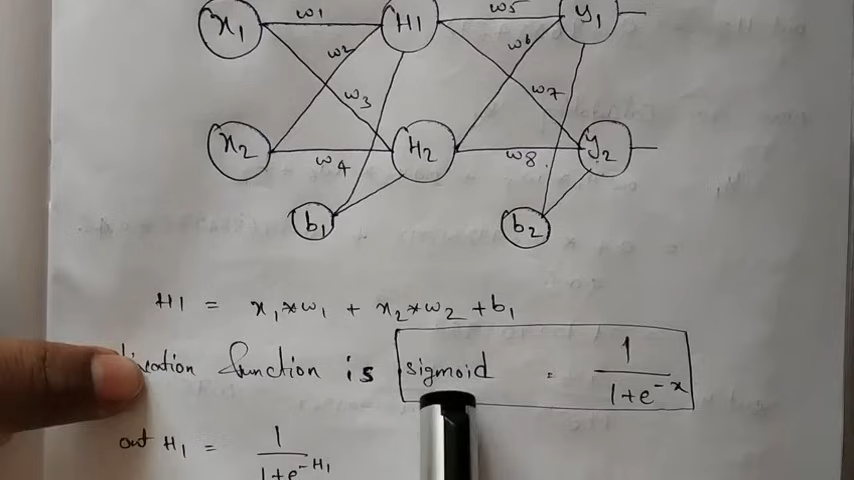 x1 w1 H1 w5 y1
w2 w6
w3 w7
x2 w4 H2 w8. y2
b1 b2
H1 = x1*w1 + x2*w2 + b1
function is sigmoid = 1/1+e^-x
out H1 = 1/1+e^-H1